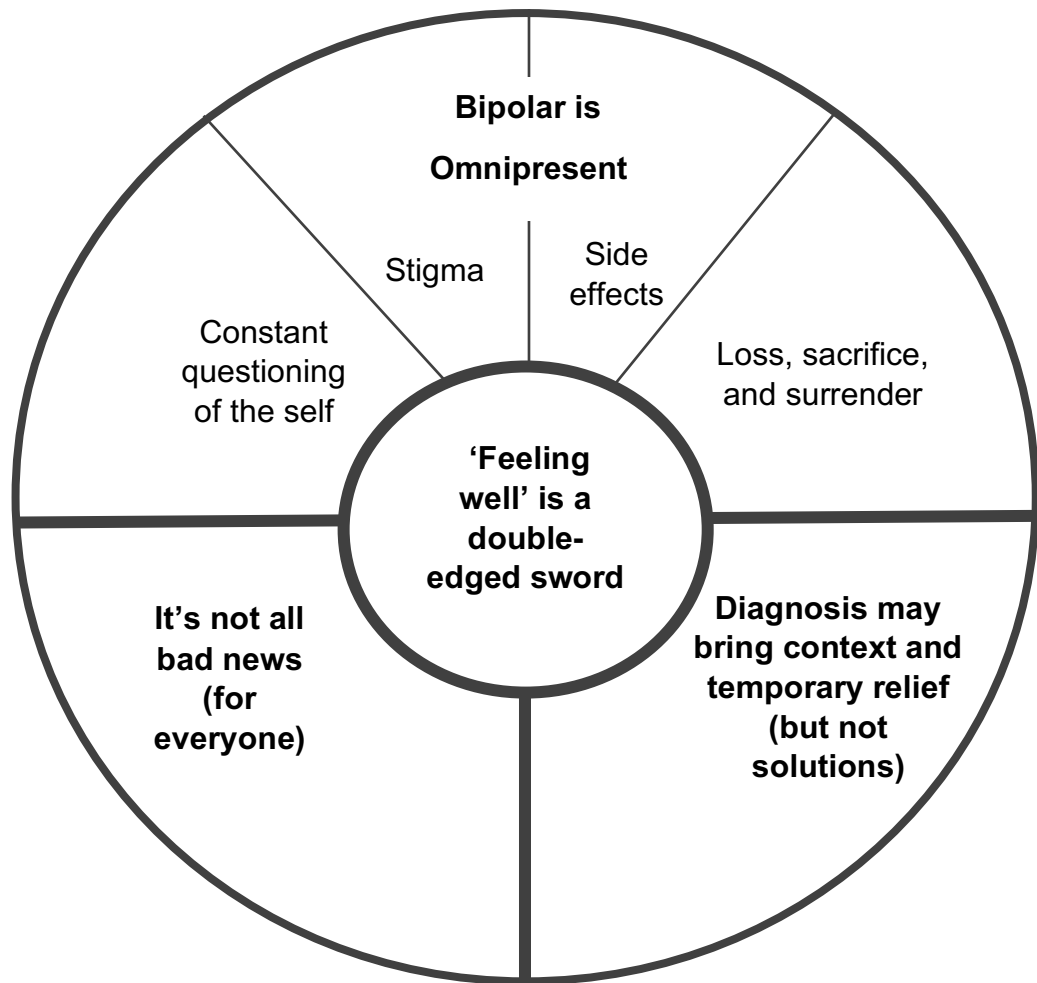 Bipolar is
Omnipresent
Stigma
Side
effects
Constant
questioning
of the self
Loss, sacrifice,
and surrender
‘Feeling
well’ is a
double-
edged sword
It’s not all
bad news
(for
everyone)
Diagnosis may
bring context and
temporary relief
(but not
solutions)